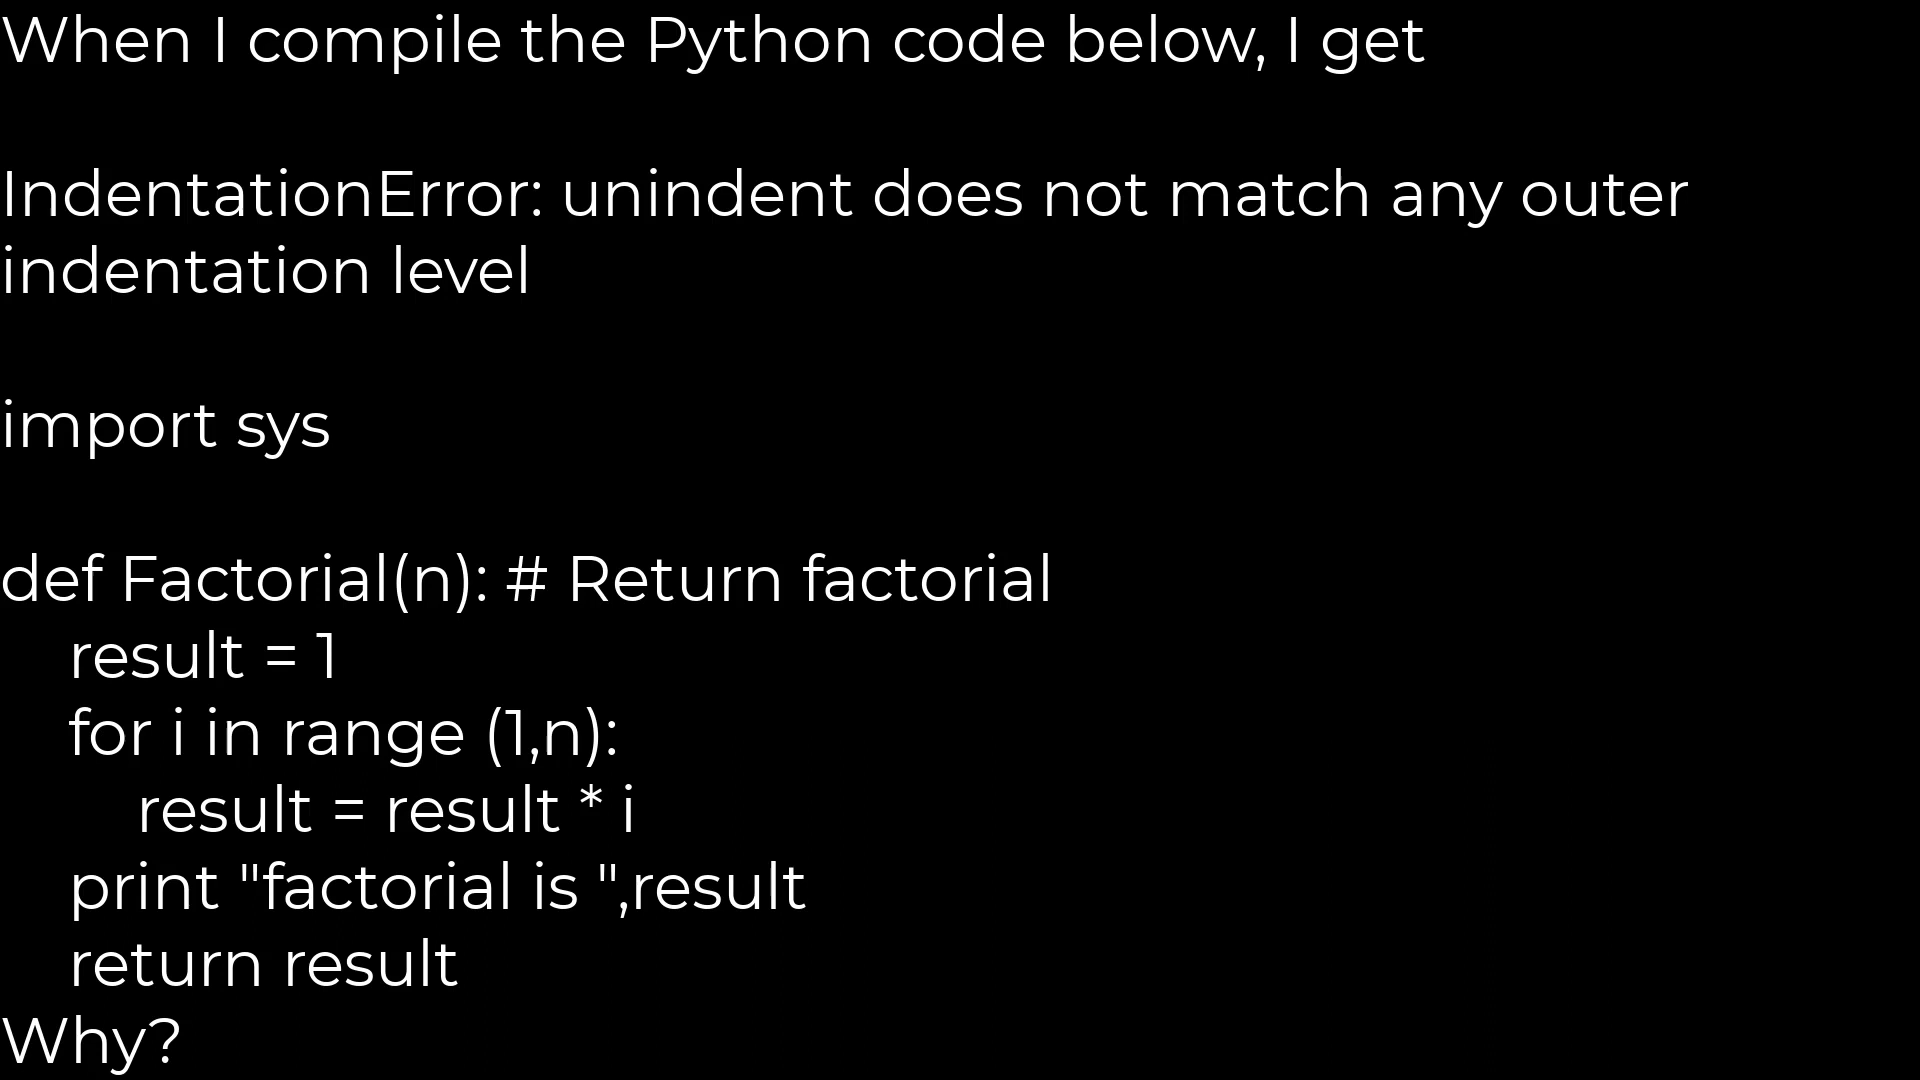 When I compile the Python code below, I get
IndentationError: unindent does not match any outer
indentation level
import sys
def Factorial(n): # Return factorial
    result = 1
    for i in range (1,n):
        result = result * i
    print "factorial is ",result
    return result
Why?